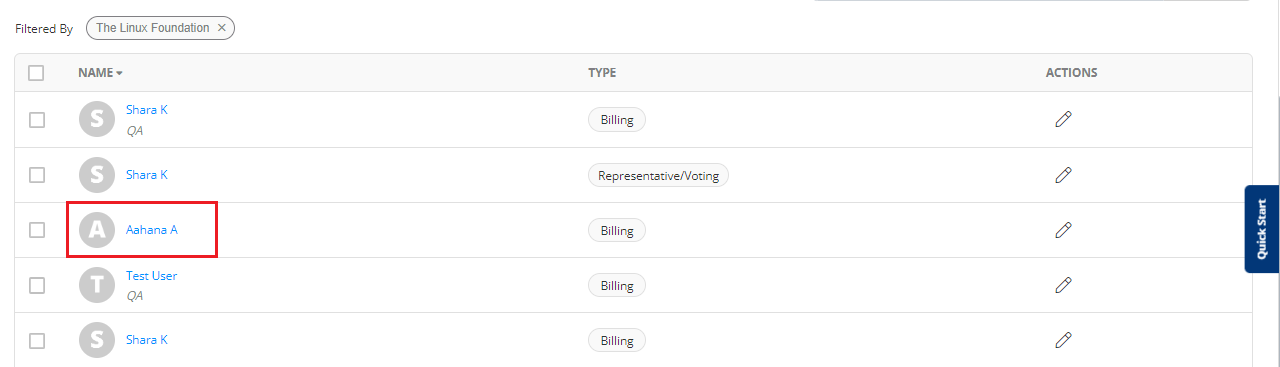 Filtered By The Linux Foundation ×
NAME TYPE ACTIONS
S Shara K Billing
QA
S Shara K Representative/Voting
A Aahana A Billing
T Test User Billing
QA
S Shara K Billing
Quick Start